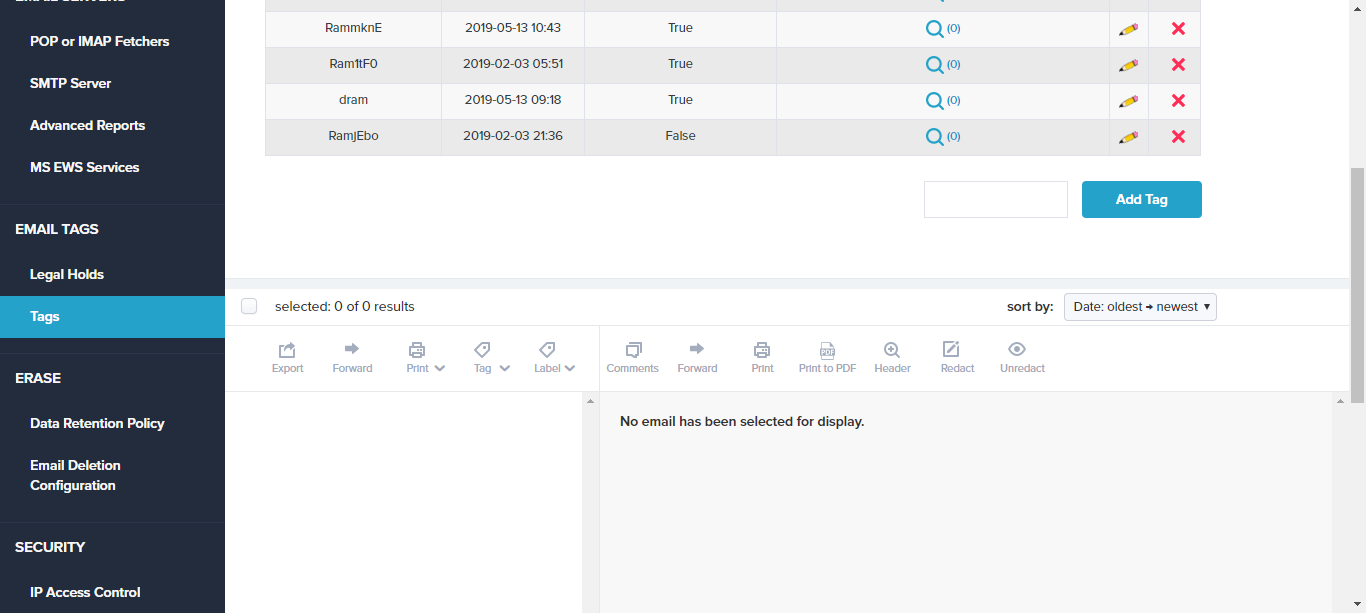 POP or IMAP Fetchers
SMTP Server
Advanced Reports
MS EWS Services
EMAIL TAGS
Legal Holds
Tags
ERASE
Data Retention Policy
Email Deletion
Configuration
SECURITY
IP Access Control
RammknE 2019-05-13 10:43 True (0)
Ram1tF0 2019-02-03 05:51 True (0)
dram 2019-05-13 09:18 True (0)
RamjEbo 2019-02-03 21:36 False (0)
Add Tag
selected: 0 of 0 results sort by: Date: oldest → newest
Export Forward Print Tag Label Comments Forward Print Print to PDF Header Redact Unredact
No email has been selected for display.